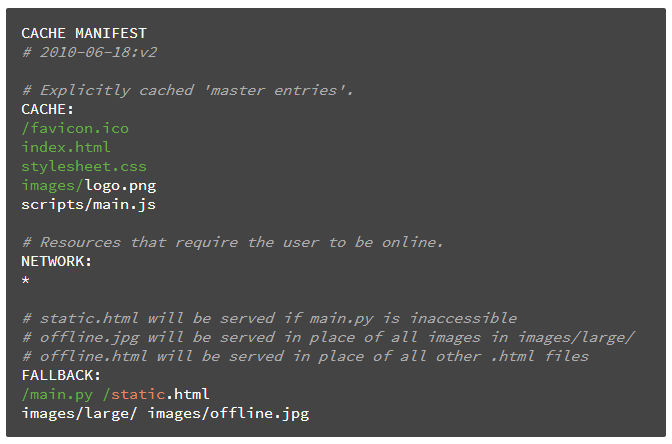 CACHE MANIFEST
# 2010-06-18:v2
# Explicitly cached 'master entries'.
CACHE:
/favicon.ico
index.html
stylesheet.css
images/logo.png
scripts/main.js
# Resources that require the user to be online.
NETWORK:
*
# static.html will be served if main.py is inaccessible
# offline.jpg will be served in place of all images in images/large/
# offline.html will be served in place of all other .html files
FALLBACK:
/main.py /static.html
images/large/ images/offline.jpg